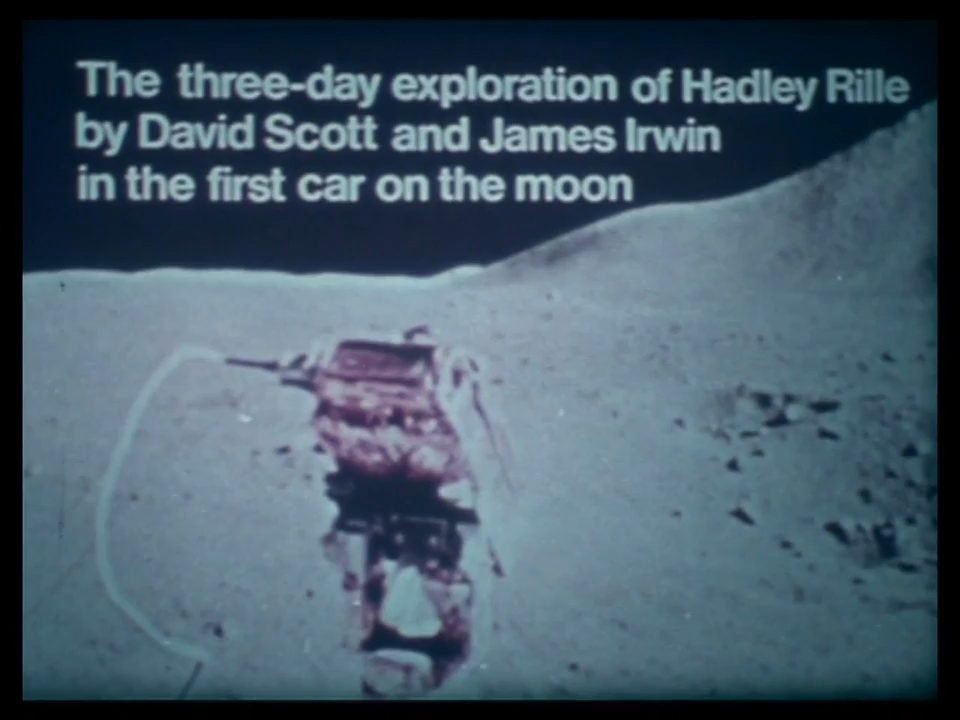 The three-day exploration of Hadley Rille
by David Scott and James Irwin
in the first car on the moon